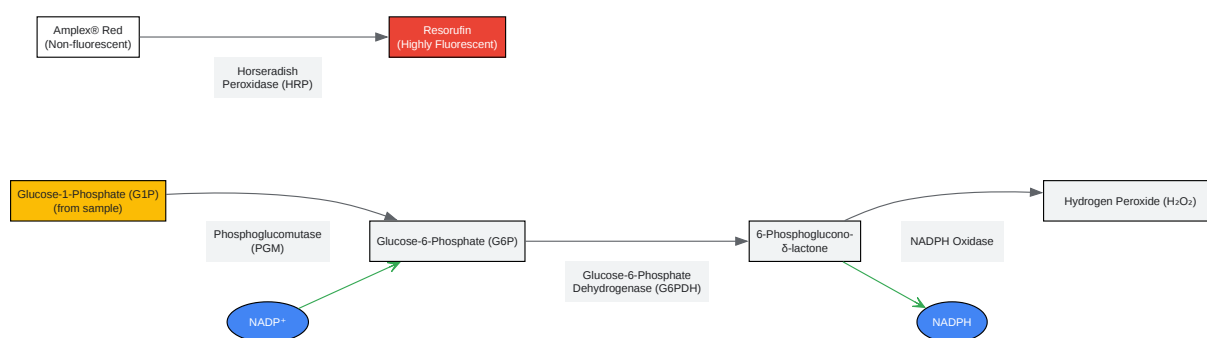 Amplex® Red
(Non-fluorescent)
Resorufin
(Highly Fluorescent)
Horseradish
Peroxidase (HRP)
Glucose-1-Phosphate (G1P)
(from sample)
Phosphoglucomutase
(PGM)
Glucose-6-Phosphate (G6P)
6-Phosphoglucono-
δ-lactone
Hydrogen Peroxide (H₂O₂)
NADPH Oxidase
Glucose-6-Phosphate
Dehydrogenase (G6PDH)
NADP⁺
NADPH